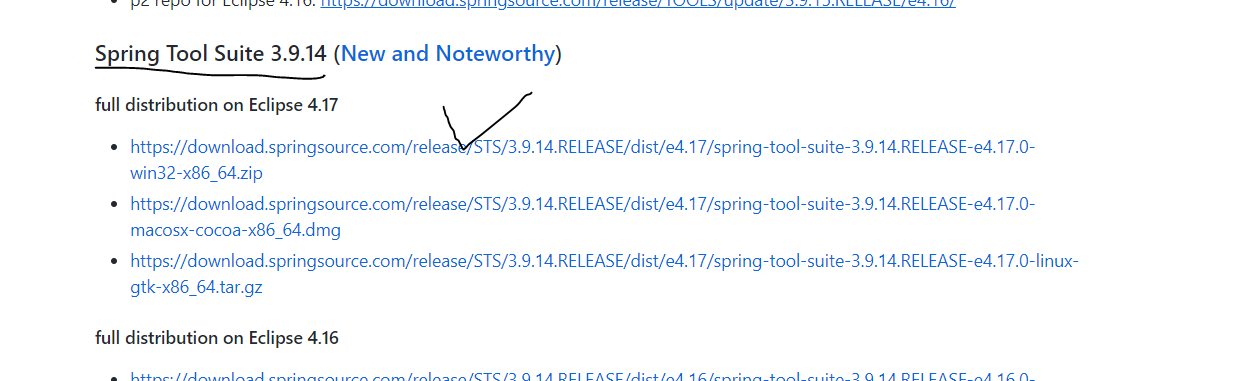 p2 repo for Eclipse 4.16: https://download.springsource.com/release/TOOLS/update/3.9.15.RELEASE/e4.16/
Spring Tool Suite 3.9.14 (New and Noteworthy)
full distribution on Eclipse 4.17
• https://download.springsource.com/release/STS/3.9.14.RELEASE/dist/e4.17/spring-tool-suite-3.9.14.RELEASE-e4.17.0-
win32-x86_64.zip
• https://download.springsource.com/release/STS/3.9.14.RELEASE/dist/e4.17/spring-tool-suite-3.9.14.RELEASE-e4.17.0-
macosx-cocoa-x86_64.dmg
• https://download.springsource.com/release/STS/3.9.14.RELEASE/dist/e4.17/spring-tool-suite-3.9.14.RELEASE-e4.17.0-linux-
gtk-x86_64.tar.gz
full distribution on Eclipse 4.16
• https://download.springsource.com/release/STS/3.9.14.RELEASE/dist/e4.16/spring-tool-suite-3.9.14.RELEASE-e4.16.0-